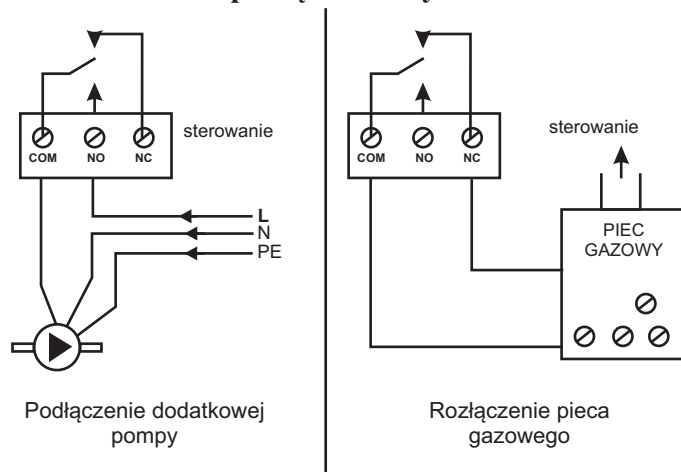 sterowanie
COM NO NC
L
N
PE
Podłączenie dodatkowej
pompy
COM NO NC
sterowanie
PIEC
GAZOWY
Rozłączenie pieca
gazowego